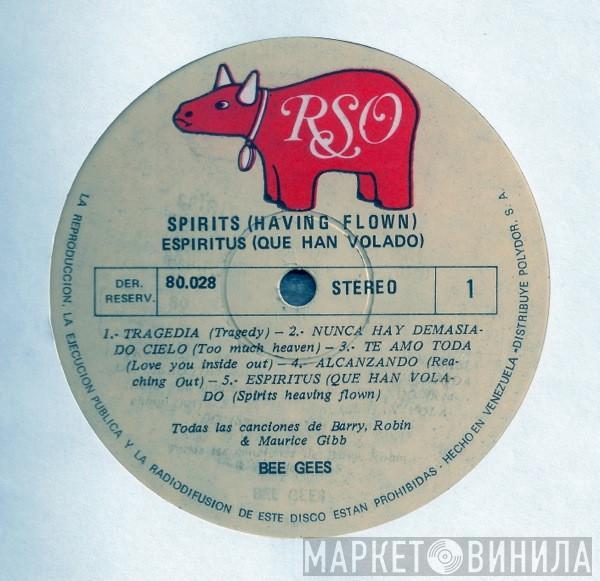 RSO
SPIRITS (HAVING FLOWN)
ESPIRITUS (QUE HAN VOLADO)
DER.
RESERV.
80.028
STEREO
1
1.- TRAGEDIA (Tragedy) – 2.- NUNCA HAY DEMASIA-
DO CIELO (Too much heaven) – 3.- TE AMO TODA
(Love you inside out) – 4.- ALCANZANDO (Rea-
ching Out) – 5.- ESPIRITUS (QUE HAN VOLA-
DO (Spirits heaving flown)
Todas las canciones de Barry, Robin
& Maurice Gibb
BEE GEES
LA REPRODUCCION, LA EJECUCION PUBLICA Y LA RADIODIFUSION DE ESTE DISCO ESTAN PROHIBIDAS - HECHO EN VENEZUELA - DISTRIBUYE POLYDOR, S. A.
МАРКЕТ ВИНИЛА